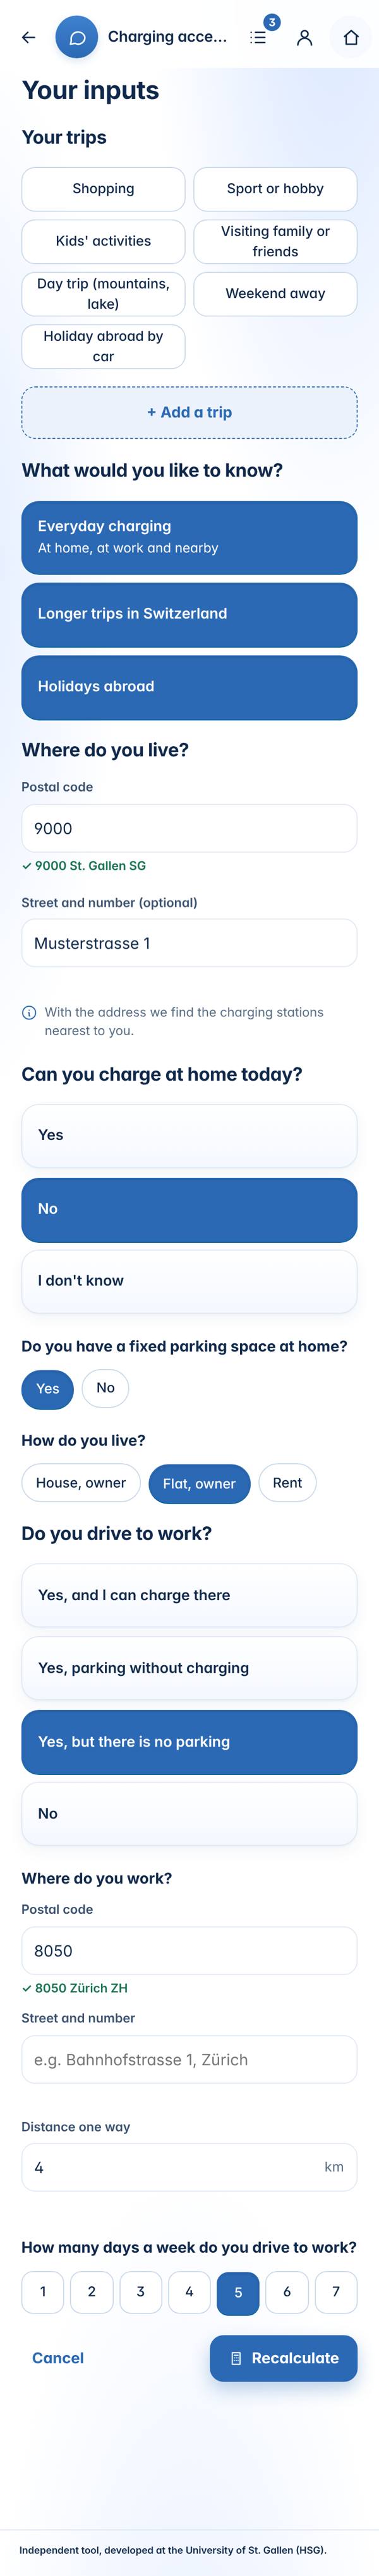 Charging acce...
3
Your inputs
Your trips
Shopping
Sport or hobby
Kids' activities
Visiting family or
friends
Day trip (mountains,
lake)
Weekend away
Holiday abroad by
car
+ Add a trip
What would you like to know?
Everyday charging
At home, at work and nearby
Longer trips in Switzerland
Holidays abroad
Where do you live?
Postal code
9000
✓ 9000 St. Gallen SG
Street and number (optional)
Musterstrasse 1
With the address we find the charging stations
nearest to you.
Can you charge at home today?
Yes
No
I don't know
Do you have a fixed parking space at home?
Yes
No
How do you live?
House, owner
Flat, owner
Rent
Do you drive to work?
Yes, and I can charge there
Yes, parking without charging
Yes, but there is no parking
No
Where do you work?
Postal code
8050
✓ 8050 Zürich ZH
Street and number
e.g. Bahnhofstrasse 1, Zürich
Distance one way
4 km
How many days a week do you drive to work?
1 2 3 4 5 6 7
Cancel
Recalculate
Independent tool, developed at the University of St. Gallen (HSG).